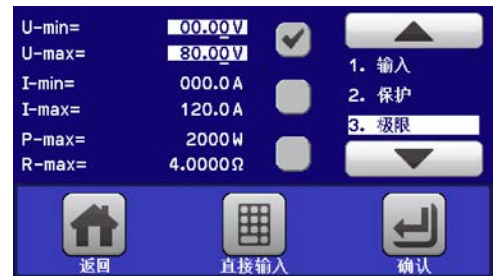 U-min= 00.00V
U-max= 80.00V
I-min= 000.0A
I-max= 120.0A
P-max= 2000W
R-max= 4.0000Ω
1. 输入
2. 保护
3. 极限
返回
直接输入
确认